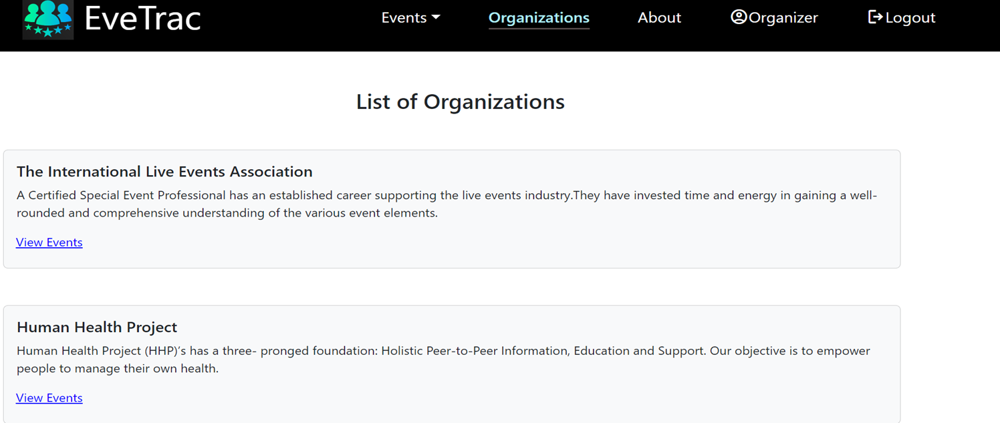 EveTrac
Events Organizations About Organizer Logout
List of Organizations
The International Live Events Association
A Certified Special Event Professional has an established career supporting the live events industry.They have invested time and energy in gaining a well-
rounded and comprehensive understanding of the various event elements.
View Events
Human Health Project
Human Health Project (HHP)’s has a three- pronged foundation: Holistic Peer-to-Peer Information, Education and Support. Our objective is to empower
people to manage their own health.
View Events